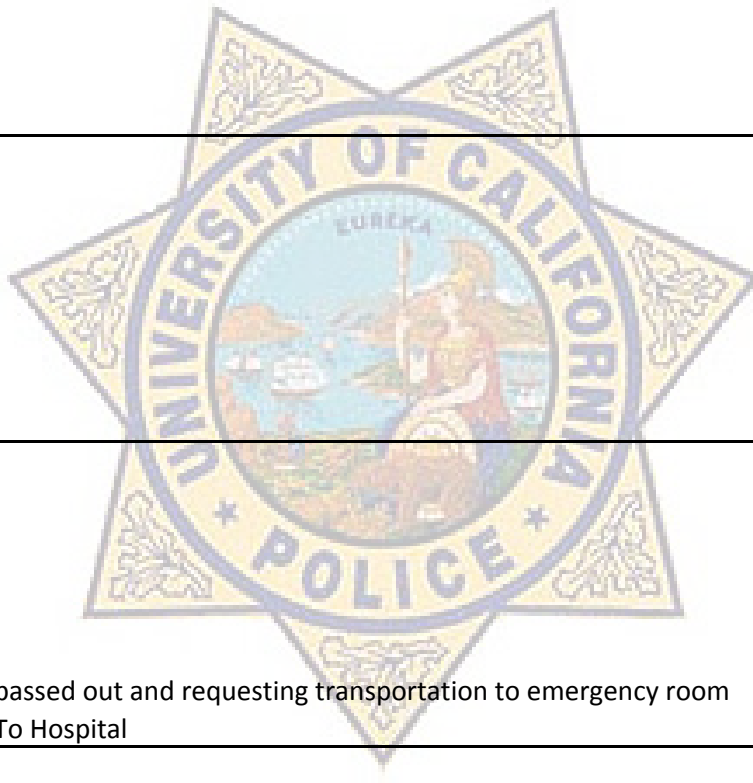 UNIVERSITY OF CALIFORNIA
EUREKA
POLICE
passed out and requesting transportation to emergency room
To Hospital